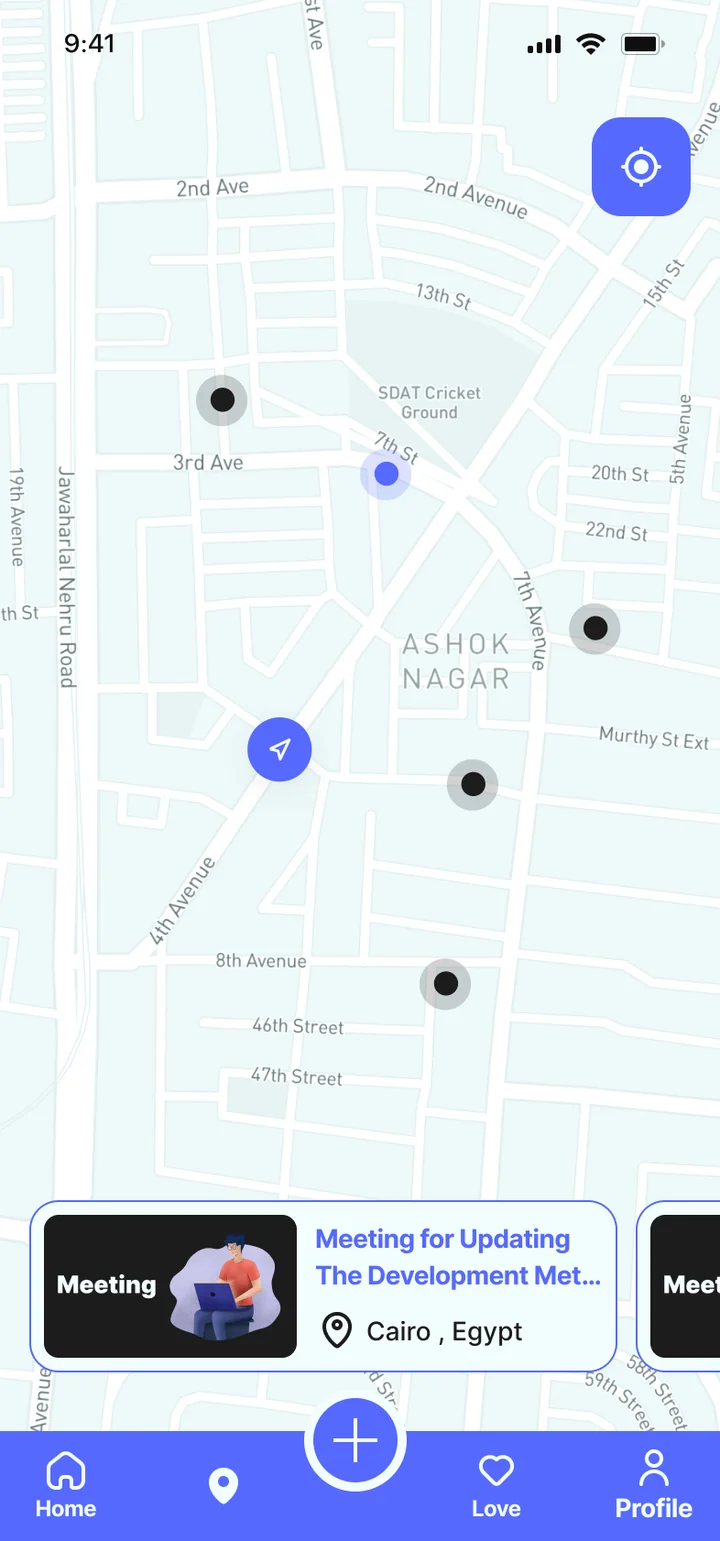 9:41
st Ave
venue
2nd Ave
2nd Avenue
15th St
13th St
SDAT Cricket
Ground
7th St
3rd Ave
5th Avenue
19th Avenue
Jawaharlal Nehru Road
20th St
22nd St
7th Avenue
th St
ASHOK
NAGAR
Murthy St Ext
4th Avenue
8th Avenue
46th Street
47th Street
Meeting
Meeting for Updating
The Development Met...
Cairo , Egypt
Meet
Avenue
d Str
59th Street
58th Street
Home
Love
Profile